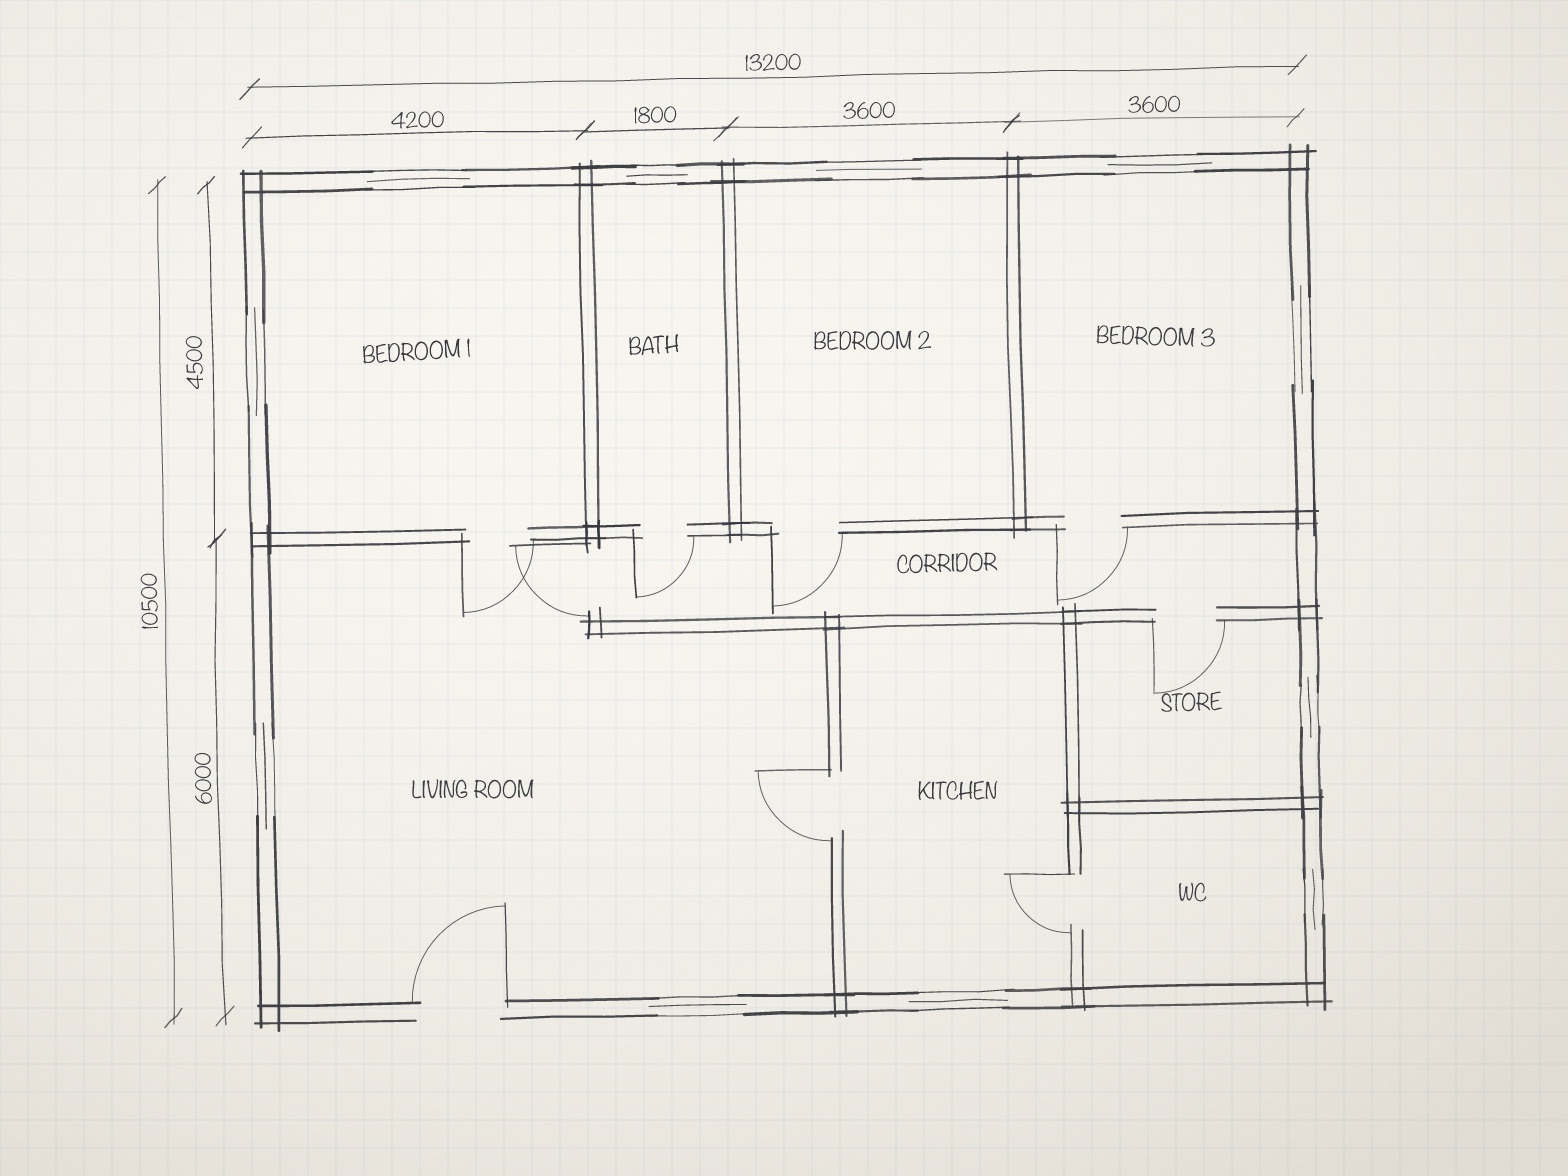 13200
4200
1800
3600
3600
4500
10500
6000
BEDROOM 1
BATH
BEDROOM 2
BEDROOM 3
CORRIDOR
STORE
LIVING ROOM
KITCHEN
WC